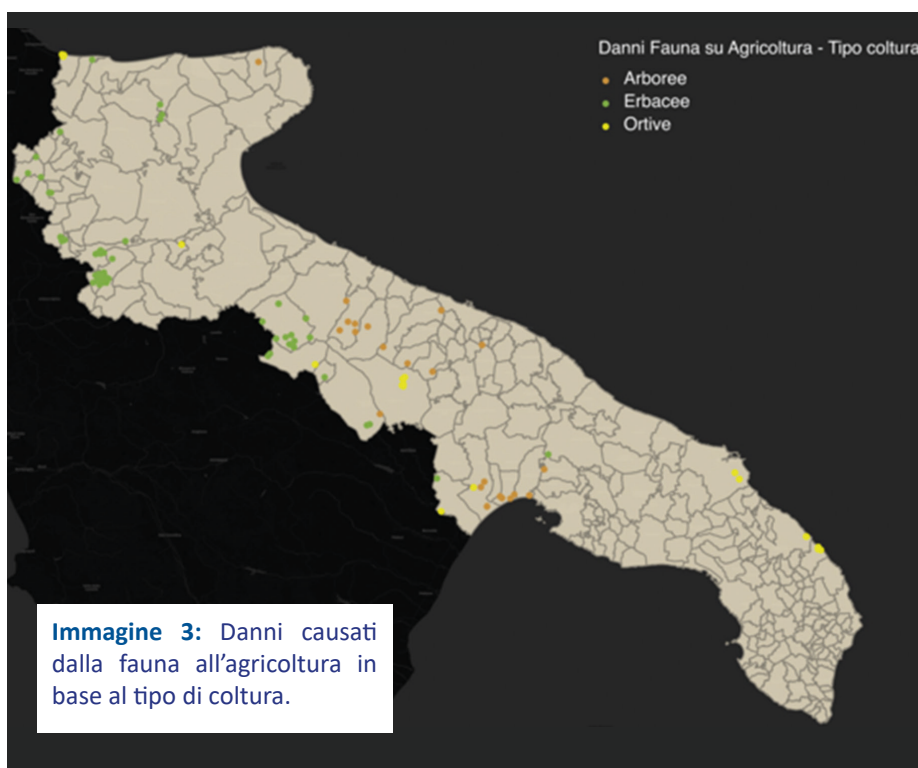 Danni Fauna su Agricoltura - Tipo coltura
Arboree
Erbacee
Ortive
Immagine 3: Danni causati
dalla fauna all'agricoltura in
base al tipo di coltura.